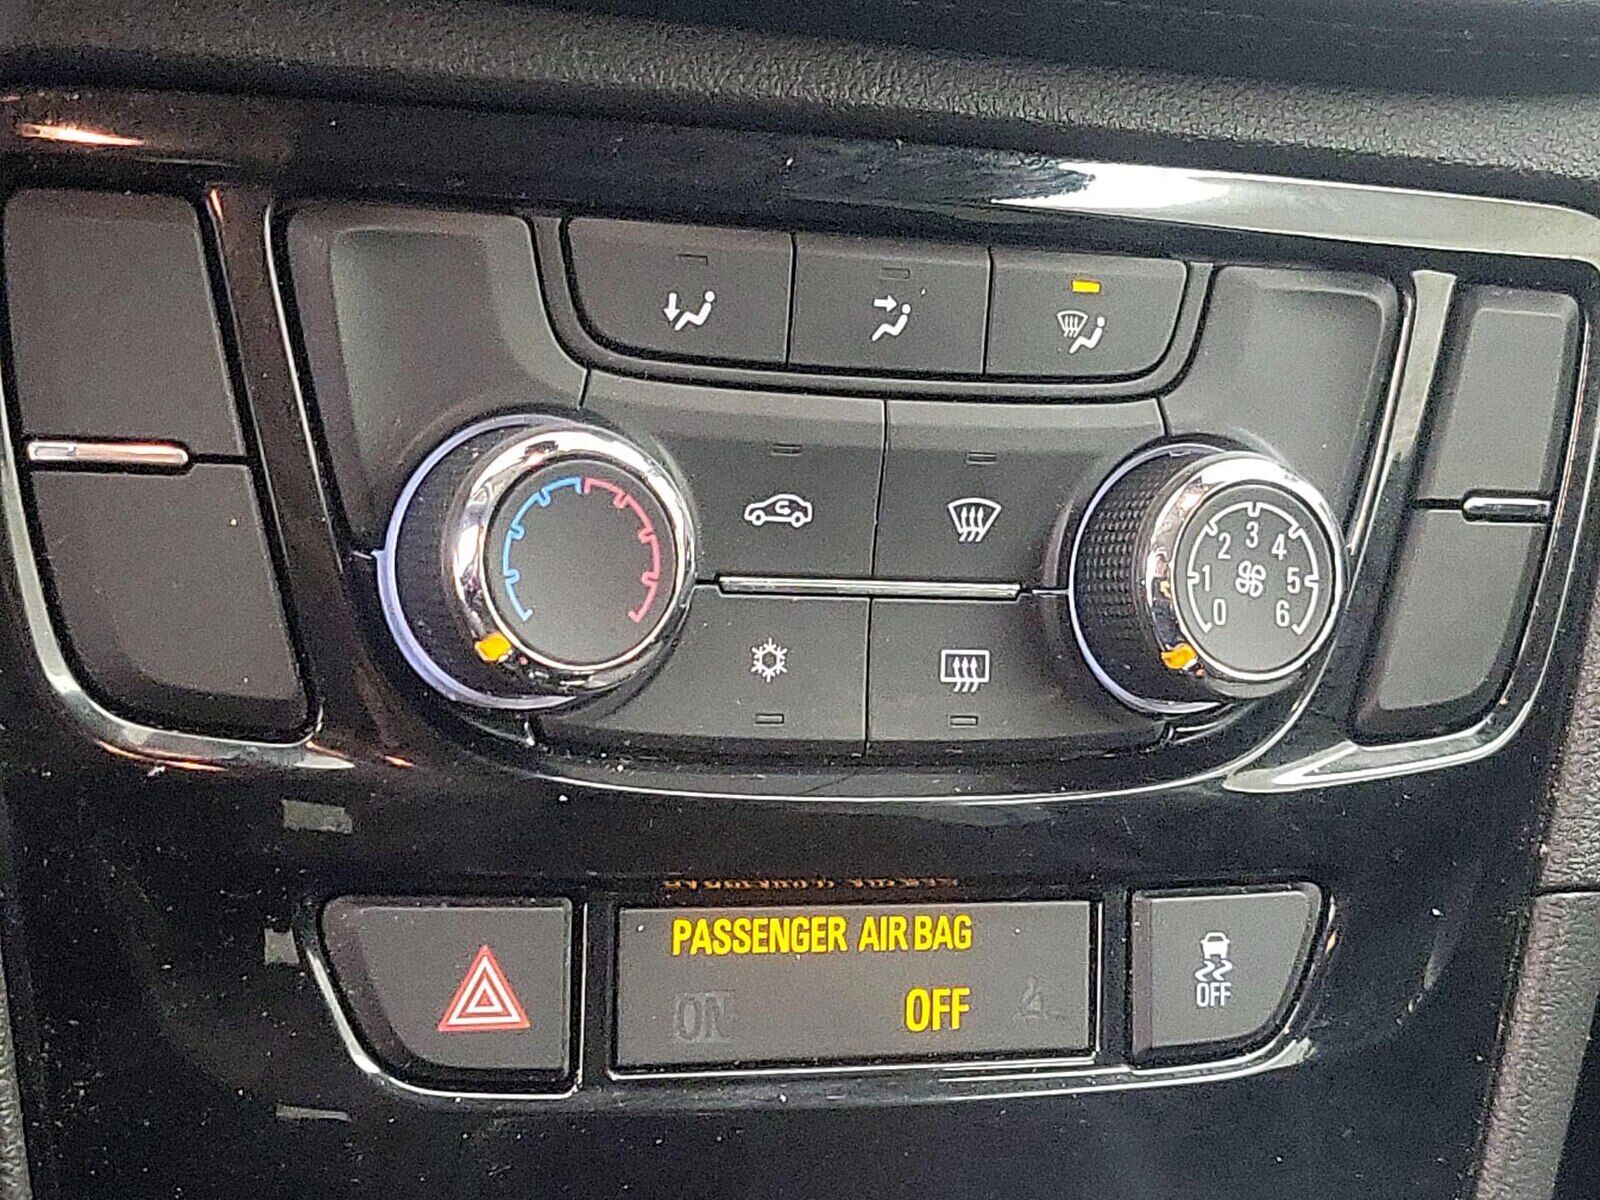 0 1 2 3 4 5 6
PASSENGER AIR BAG
ON OFF
OFF